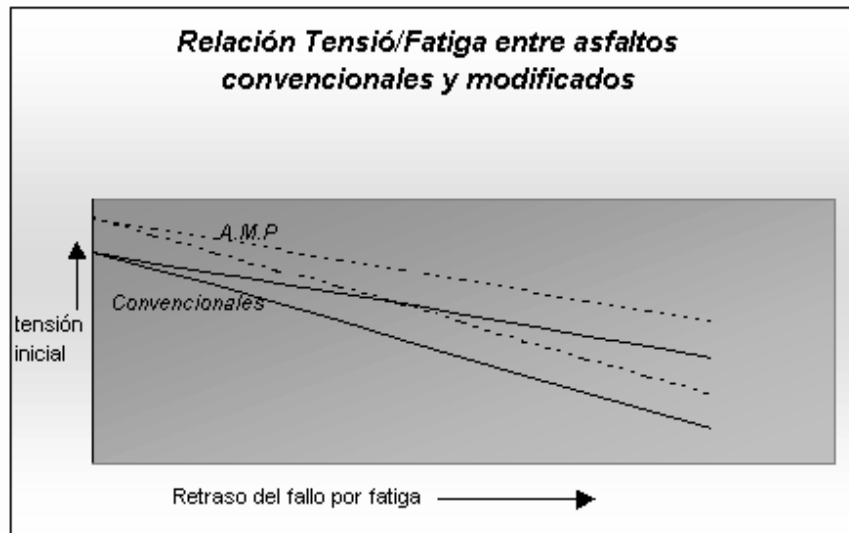 Relación Tensió/Fatiga entre asfaltos
convencionales y modificados
A.M.P
Convencionales
tensión
inicial
Retraso del fallo por fatiga